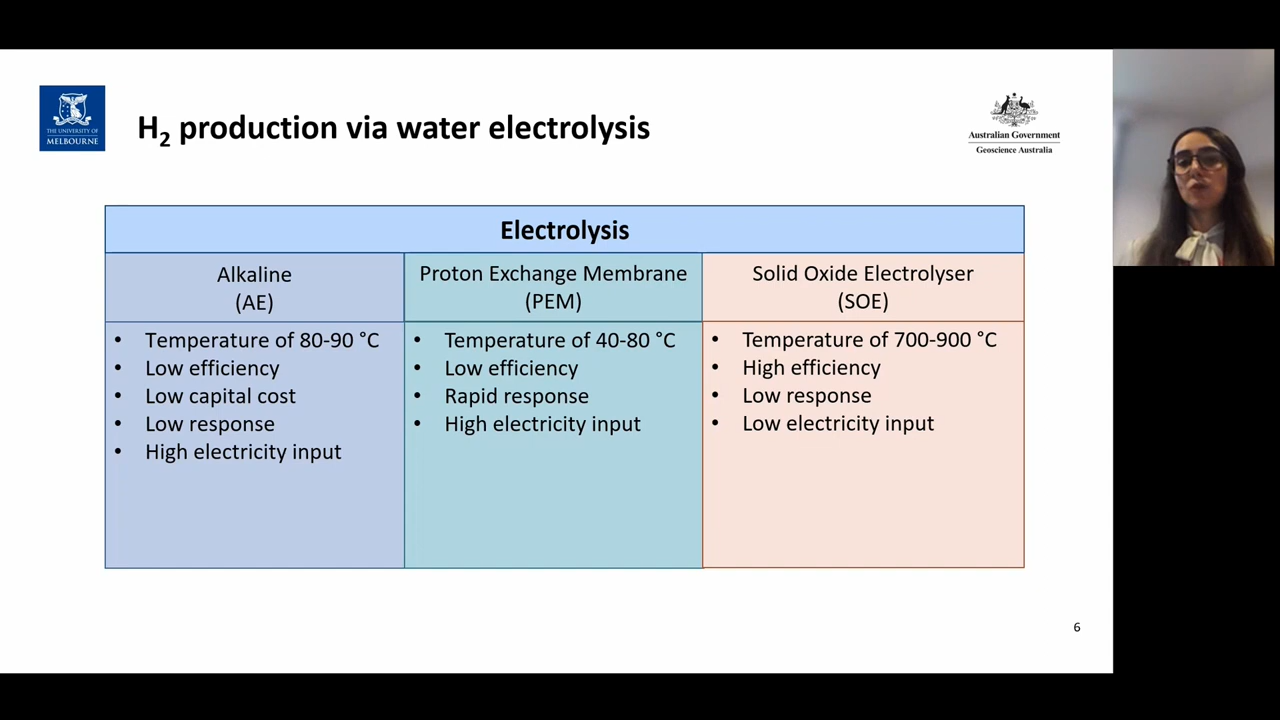 THE UNIVERSITY OF
MELBOURNE
H₂ production via water electrolysis
Australian Government
Geoscience Australia
Electrolysis
Alkaline
(AE)
Proton Exchange Membrane
(PEM)
Solid Oxide Electrolyser
(SOE)
• Temperature of 80-90 °C
• Low efficiency
• Low capital cost
• Low response
• High electricity input
• Temperature of 40-80 °C
• Low efficiency
• Rapid response
• High electricity input
• Temperature of 700-900 °C
• High efficiency
• Low response
• Low electricity input
6